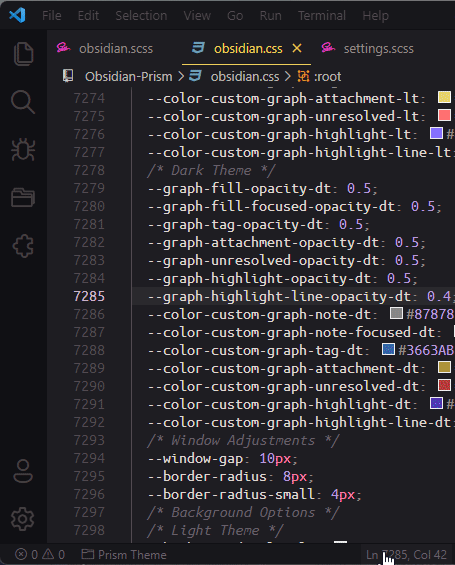 File Edit Selection View Go Run Terminal Help
obsidian.scss obsidian.css settings.scss
Obsidian-Prism > obsidian.css > :root
7274 --color-custom-graph-attachment-lt:
7275 --color-custom-graph-unresolved-lt:
7276 --color-custom-graph-highlight-lt: #
7277 --color-custom-graph-highlight-line-lt:
7278 /* Dark Theme */
7279 --graph-fill-opacity-dt: 0.5;
7280 --graph-fill-focused-opacity-dt: 0.5;
7281 --graph-tag-opacity-dt: 0.5;
7282 --graph-attachment-opacity-dt: 0.5;
7283 --graph-unresolved-opacity-dt: 0.5;
7284 --graph-highlight-opacity-dt: 0.5;
7285 --graph-highlight-line-opacity-dt: 0.4;
7286 --color-custom-graph-note-dt: #87878
7287 --color-custom-graph-note-focused-dt:
7288 --color-custom-graph-tag-dt: #3663AB
7289 --color-custom-graph-attachment-dt:
7290 --color-custom-graph-unresolved-dt:
7291 --color-custom-graph-highlight-dt: #
7292 --color-custom-graph-highlight-line-dt:
7293 /* Window Adjustments */
7294 --window-gap: 10px;
7295 --border-radius: 8px;
7296 --border-radius-small: 4px;
7297 /* Background Options */
7298 /* Light Theme */
0 0 Prism Theme Ln 7285, Col 42